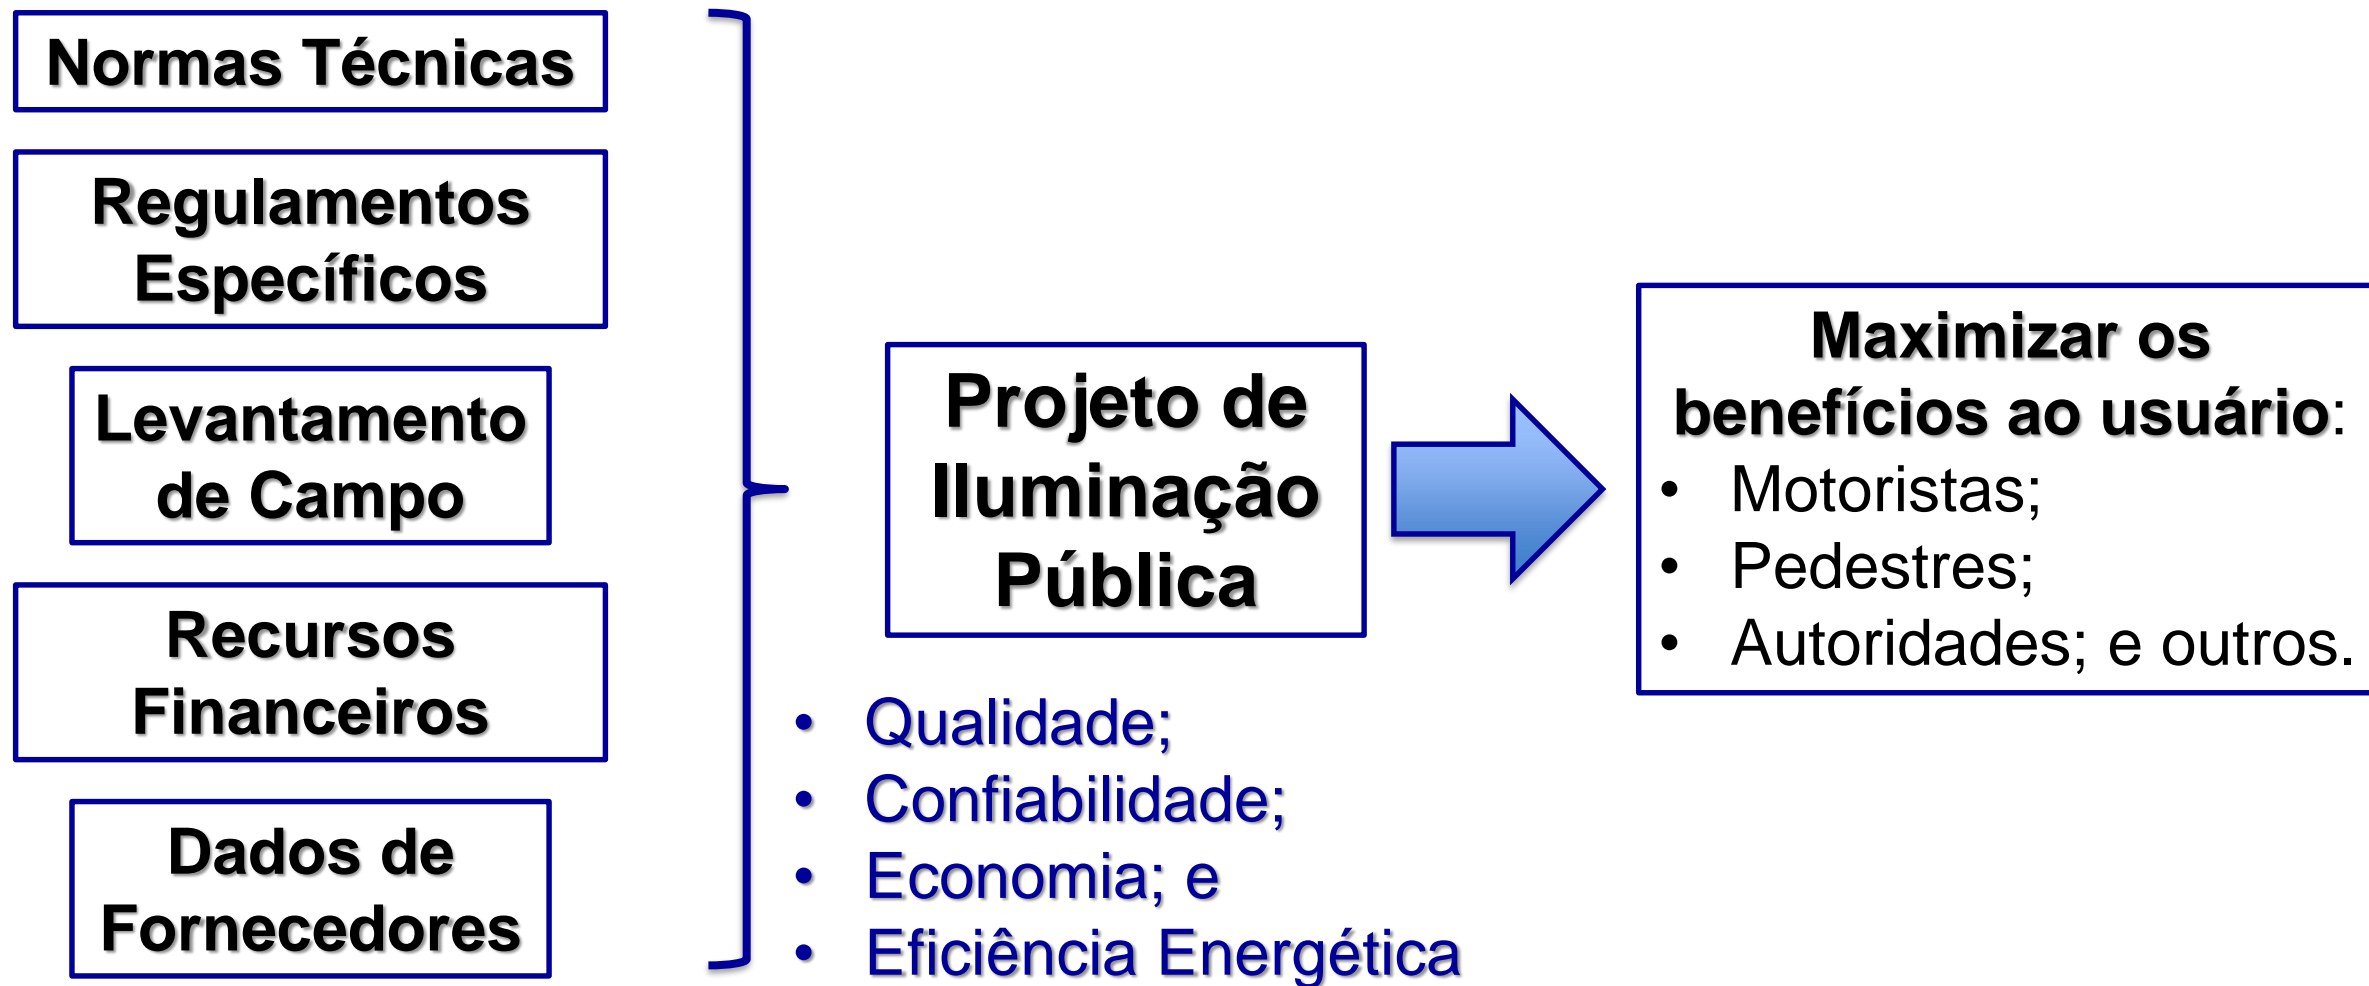 Normas Técnicas
Regulamentos
Específicos
Levantamento
de Campo
Recursos
Financeiros
Dados de
Fornecedores
Projeto de
Iluminação
Pública
• Qualidade;
• Confiabilidade;
• Economia; e
• Eficiência Energética
Maximizar os
benefícios ao usuário:
• Motoristas;
• Pedestres;
• Autoridades; e outros.